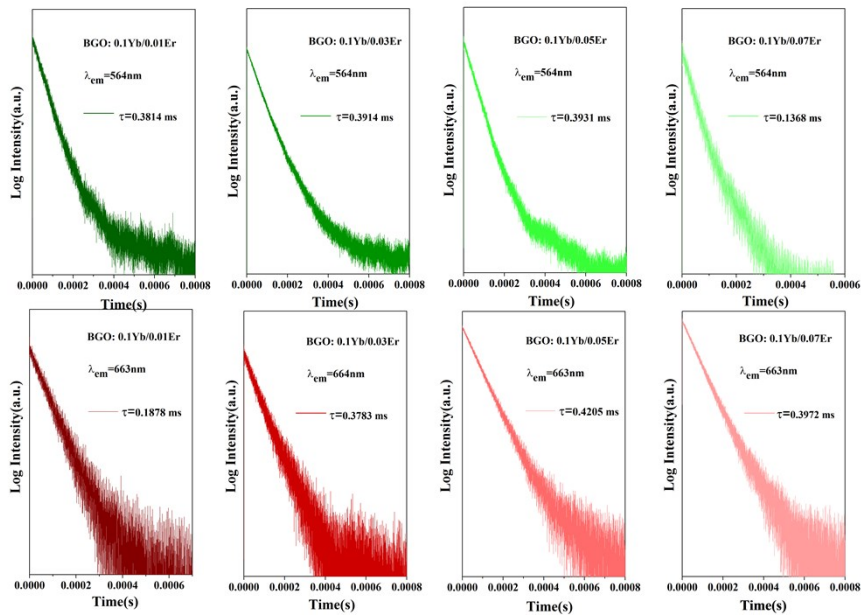 BGO: 0.1Yb/0.01Er
λem=564nm
τ=0.3814 ms
Log Intensity(a.u.)
0.0000 0.0002 0.0004 0.0006 0.0008
Time(s)
BGO: 0.1Yb/0.03Er
λem=564nm
τ=0.3914 ms
Log Intensity(a.u.)
0.0000 0.0002 0.0004 0.0006 0.0008
Time(s)
BGO: 0.1Yb/0.05Er
λem=564nm
τ=0.3931 ms
Log Intensity(a.u.)
0.0000 0.0002 0.0004 0.0006 0.0008
Time(s)
BGO: 0.1Yb/0.07Er
λem=564nm
τ=0.1368 ms
Log Intensity(a.u.)
0.0000 0.0002 0.0004 0.0006
Time(s)
BGO: 0.1Yb/0.01Er
λem=663nm
τ=0.1878 ms
Log Intensity(a.u.)
0.0000 0.0002 0.0004 0.0006
Time(s)
BGO: 0.1Yb/0.03Er
λem=664nm
τ=0.3783 ms
Log Intensity(a.u.)
0.0000 0.0002 0.0004 0.0006 0.0008
Time(s)
BGO: 0.1Yb/0.05Er
λem=663nm
τ=0.4205 ms
Log Intensity(a.u.)
0.0000 0.0002 0.0004 0.0006 0.0008
Time(s)
BGO: 0.1Yb/0.07Er
λem=663nm
τ=0.3972 ms
Log Intensity(a.u.)
0.0000 0.0002 0.0004 0.0006 0.0008
Time(s)